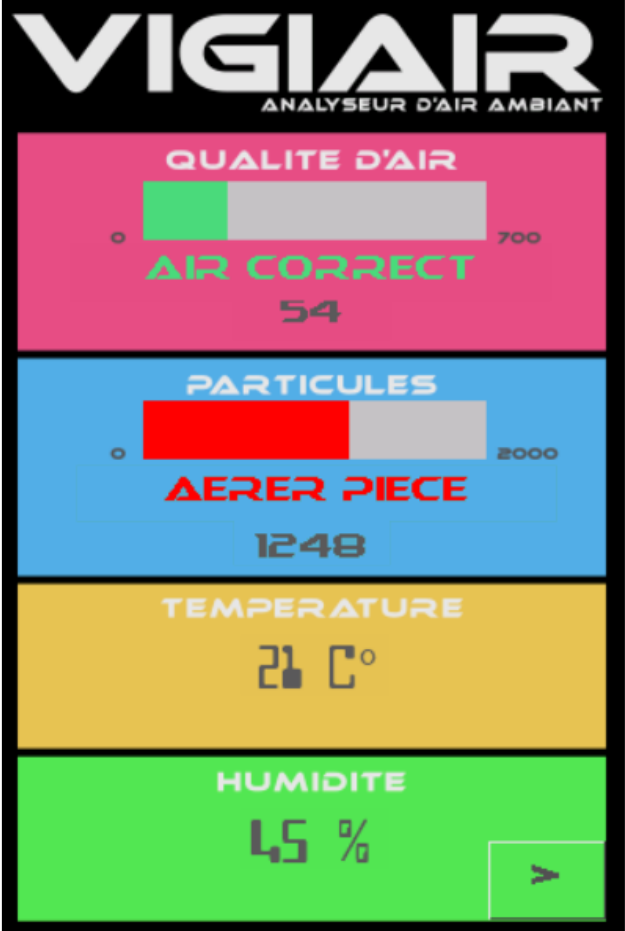 VIGIAIR
ANALYSEUR D'AIR AMBIANT
QUALITE D'AIR
0 700
AIR CORRECT
54
PARTICULES
0 2000
AERER PIECE
1248
TEMPERATURE
21 C°
HUMIDITE
45 %
>